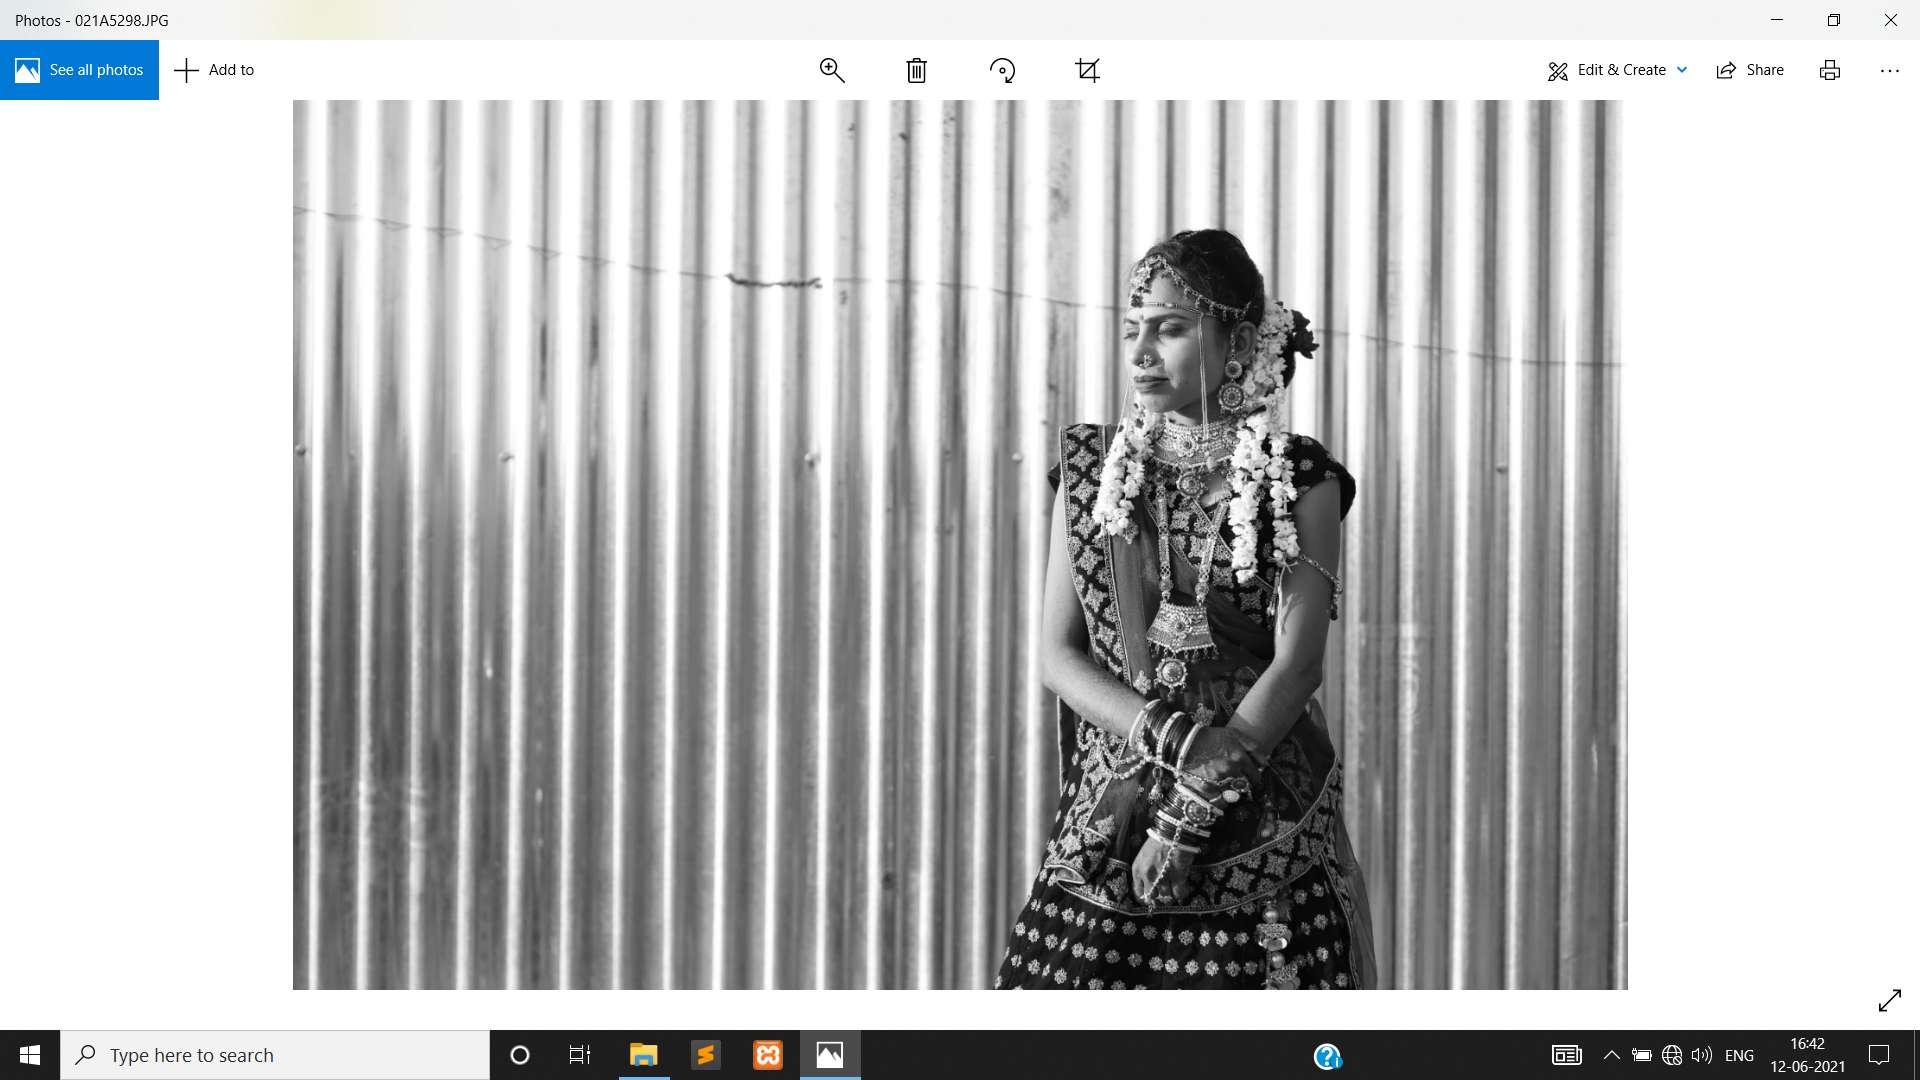 Photos - 021A5298.JPG
See all photos
Add to
Edit & Create
Share
Type here to search
ENG
16:42
12-06-2021